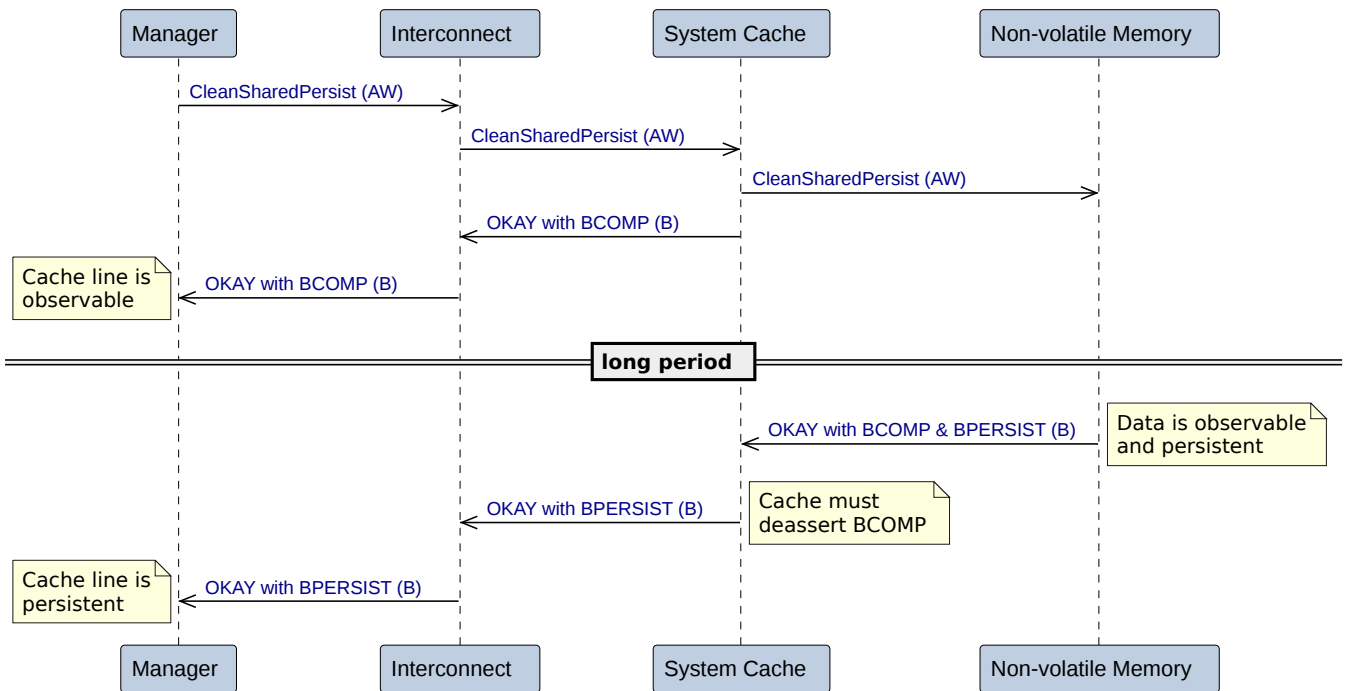 Manager
Interconnect
System Cache
Non-volatile Memory
CleanSharedPersist (AW)
CleanSharedPersist (AW)
CleanSharedPersist (AW)
OKAY with BCOMP (B)
Cache line is
observable
OKAY with BCOMP (B)
long period
OKAY with BCOMP & BPERSIST (B)
Data is observable
and persistent
OKAY with BPERSIST (B)
Cache must
deassert BCOMP
Cache line is
persistent
OKAY with BPERSIST (B)
Manager
Interconnect
System Cache
Non-volatile Memory